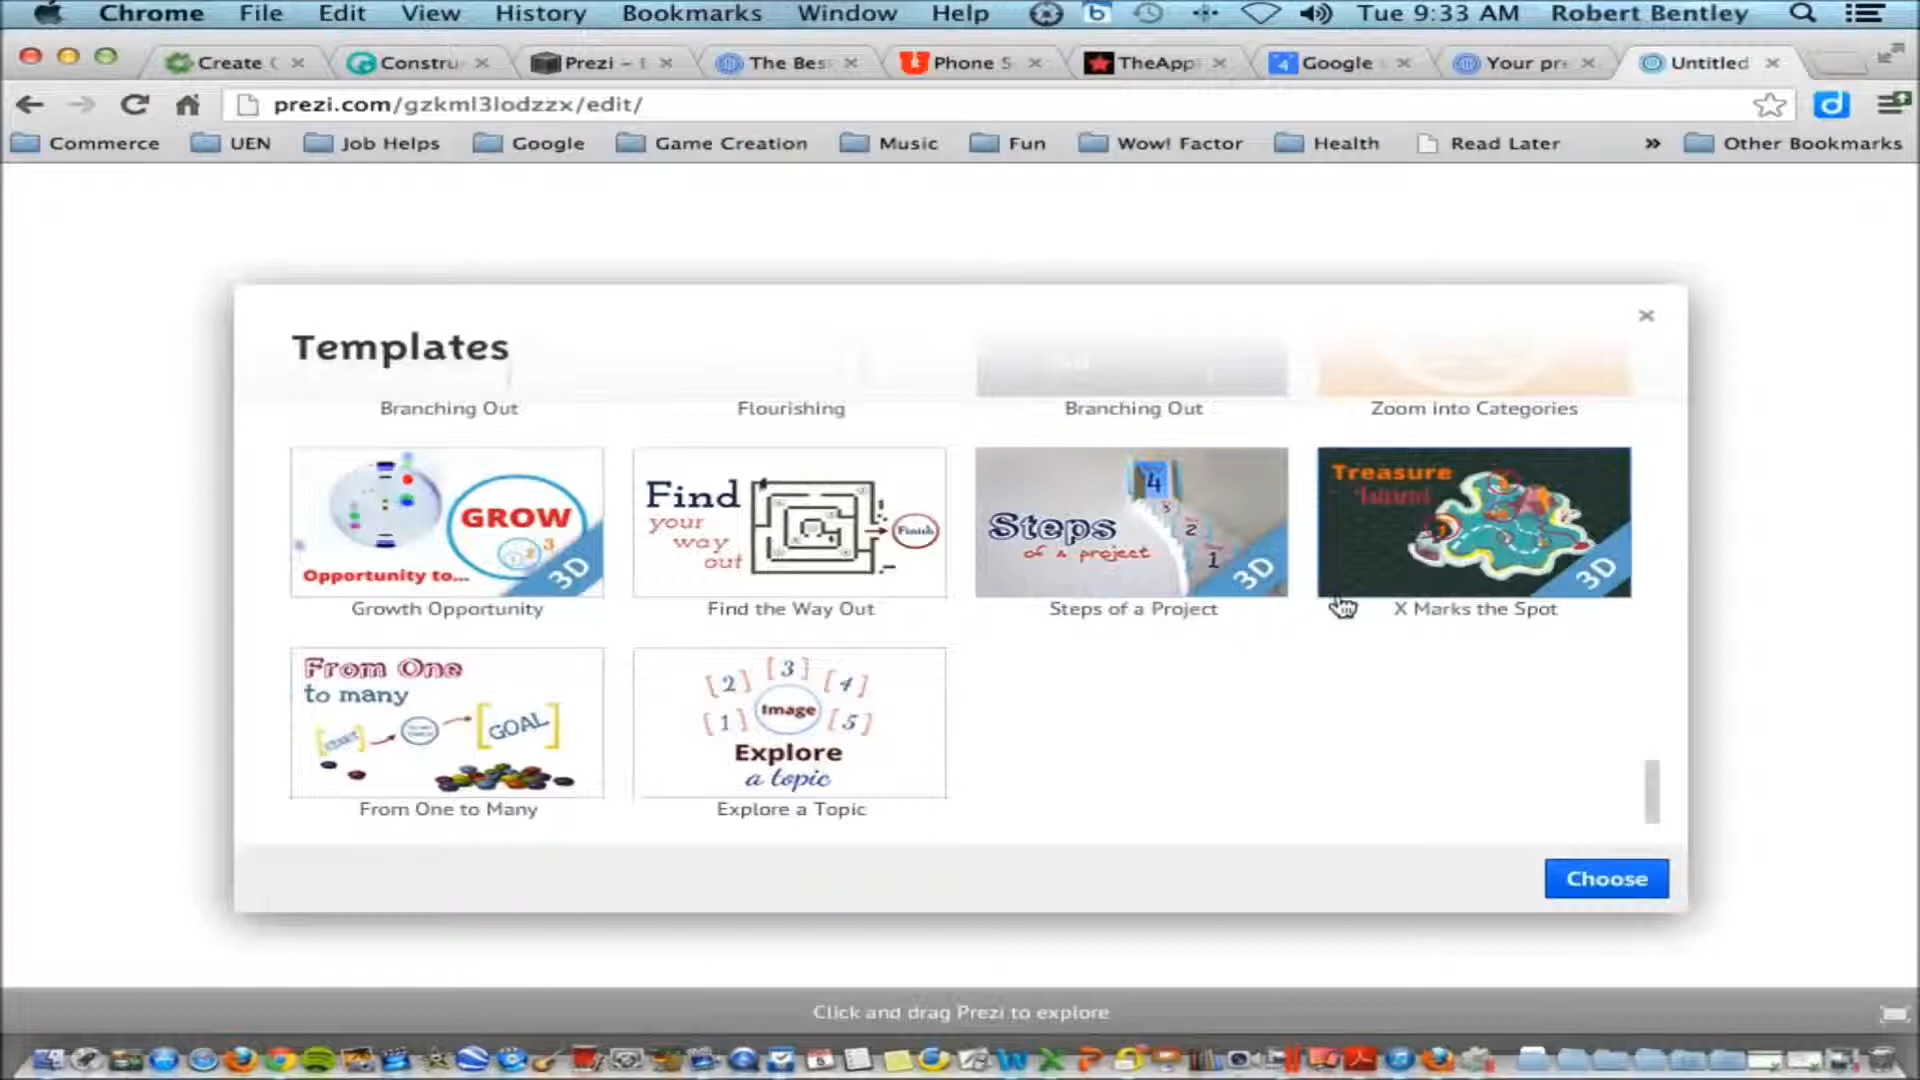 Chrome File Edit View History Bookmarks Window Help Tue 9:33 AM Robert Bentley
Create Constru Prezi - The Bes Phone S TheApp Google Your pr Untitled
prezi.com/gzkml3lodzzx/edit/
Commerce UEN Job Helps Google Game Creation Music Fun Wow! Factor Health Read Later » Other Bookmarks
Templates
Branching Out Flourishing Branching Out Zoom into Categories
GROW
Opportunity to...
3D
Growth Opportunity
Find
your
way
out
Finish
Find the Way Out
4
3
2
1
Steps
of a project
3D
Steps of a Project
Treasure
3D
X Marks the Spot
From One
to many
START
GOAL
From One to Many
[2] [3] [4]
[1] Image [5]
Explore
a topic
Explore a Topic
Choose
Click and drag Prezi to explore